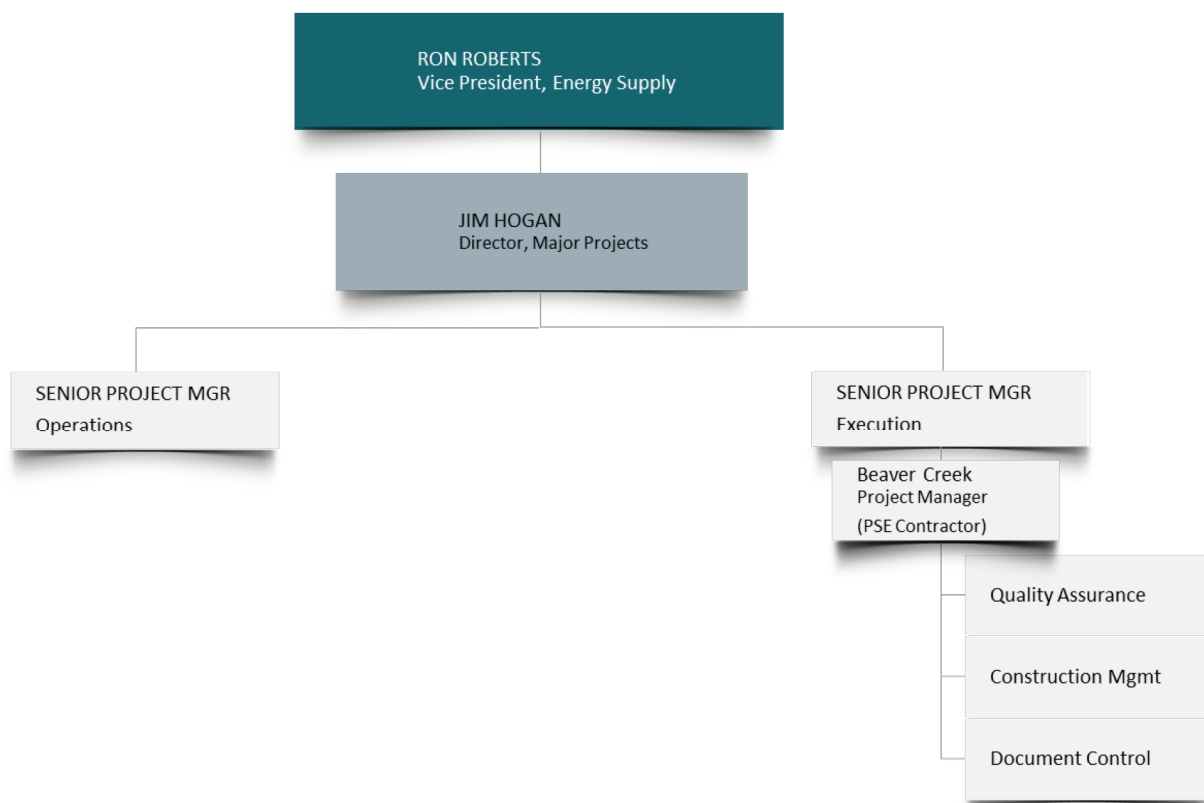 RON ROBERTS
Vice President, Energy Supply
JIM HOGAN
Director, Major Projects
SENIOR PROJECT MGR
Operations
SENIOR PROJECT MGR
Execution
Beaver Creek
Project Manager
(PSE Contractor)
Quality Assurance
Construction Mgmt
Document Control